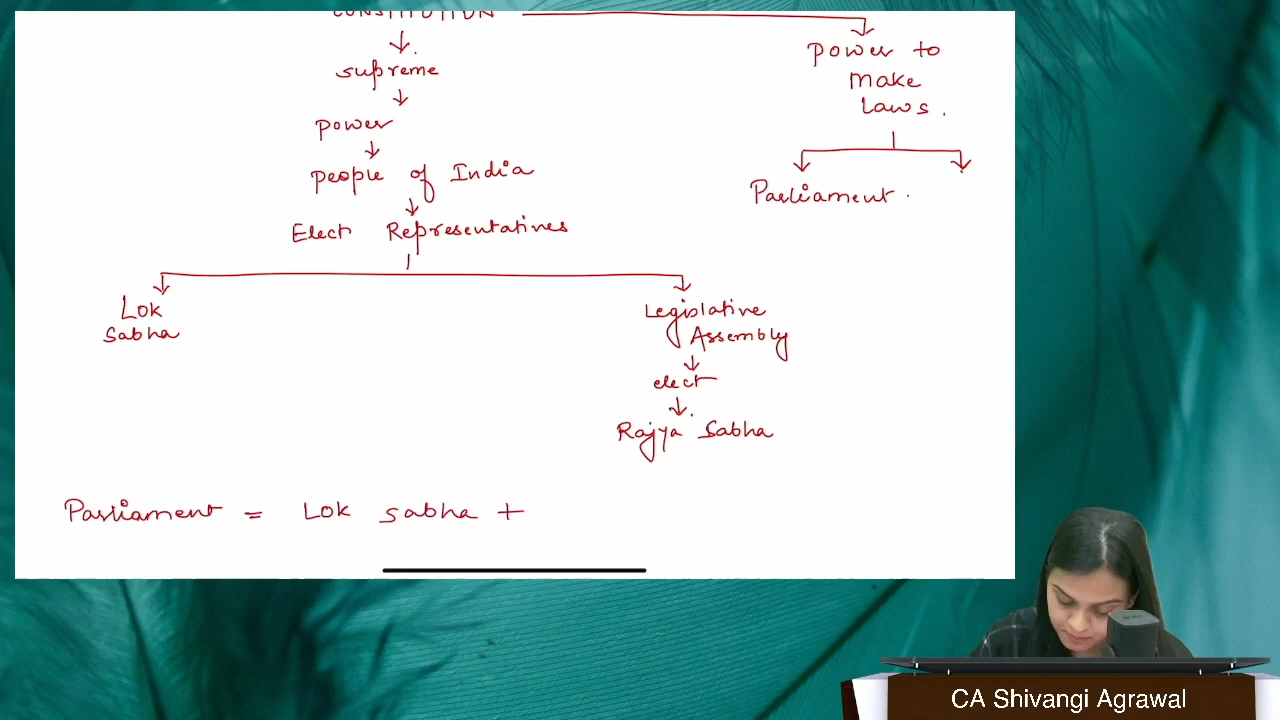 CONSTITUTION
supreme
power
people of India
Elect Representatives
Lok
Sabha
Legislative
Assembly
elect
Rajya Sabha
Power to
Make
Laws.
Parliament.
Parliament = Lok Sabha +
CA Shivangi Agrawal